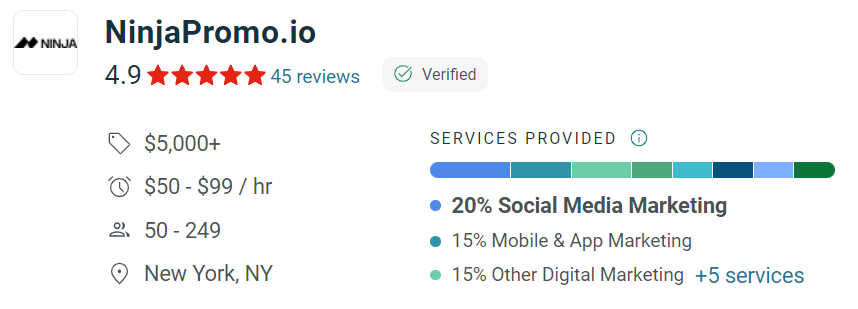 NINJA
NinjaPromo.io
4.9 45 reviews Verified
$5,000+
$50 - $99 / hr
50 - 249
New York, NY
SERVICES PROVIDED
20% Social Media Marketing
15% Mobile & App Marketing
15% Other Digital Marketing +5 services